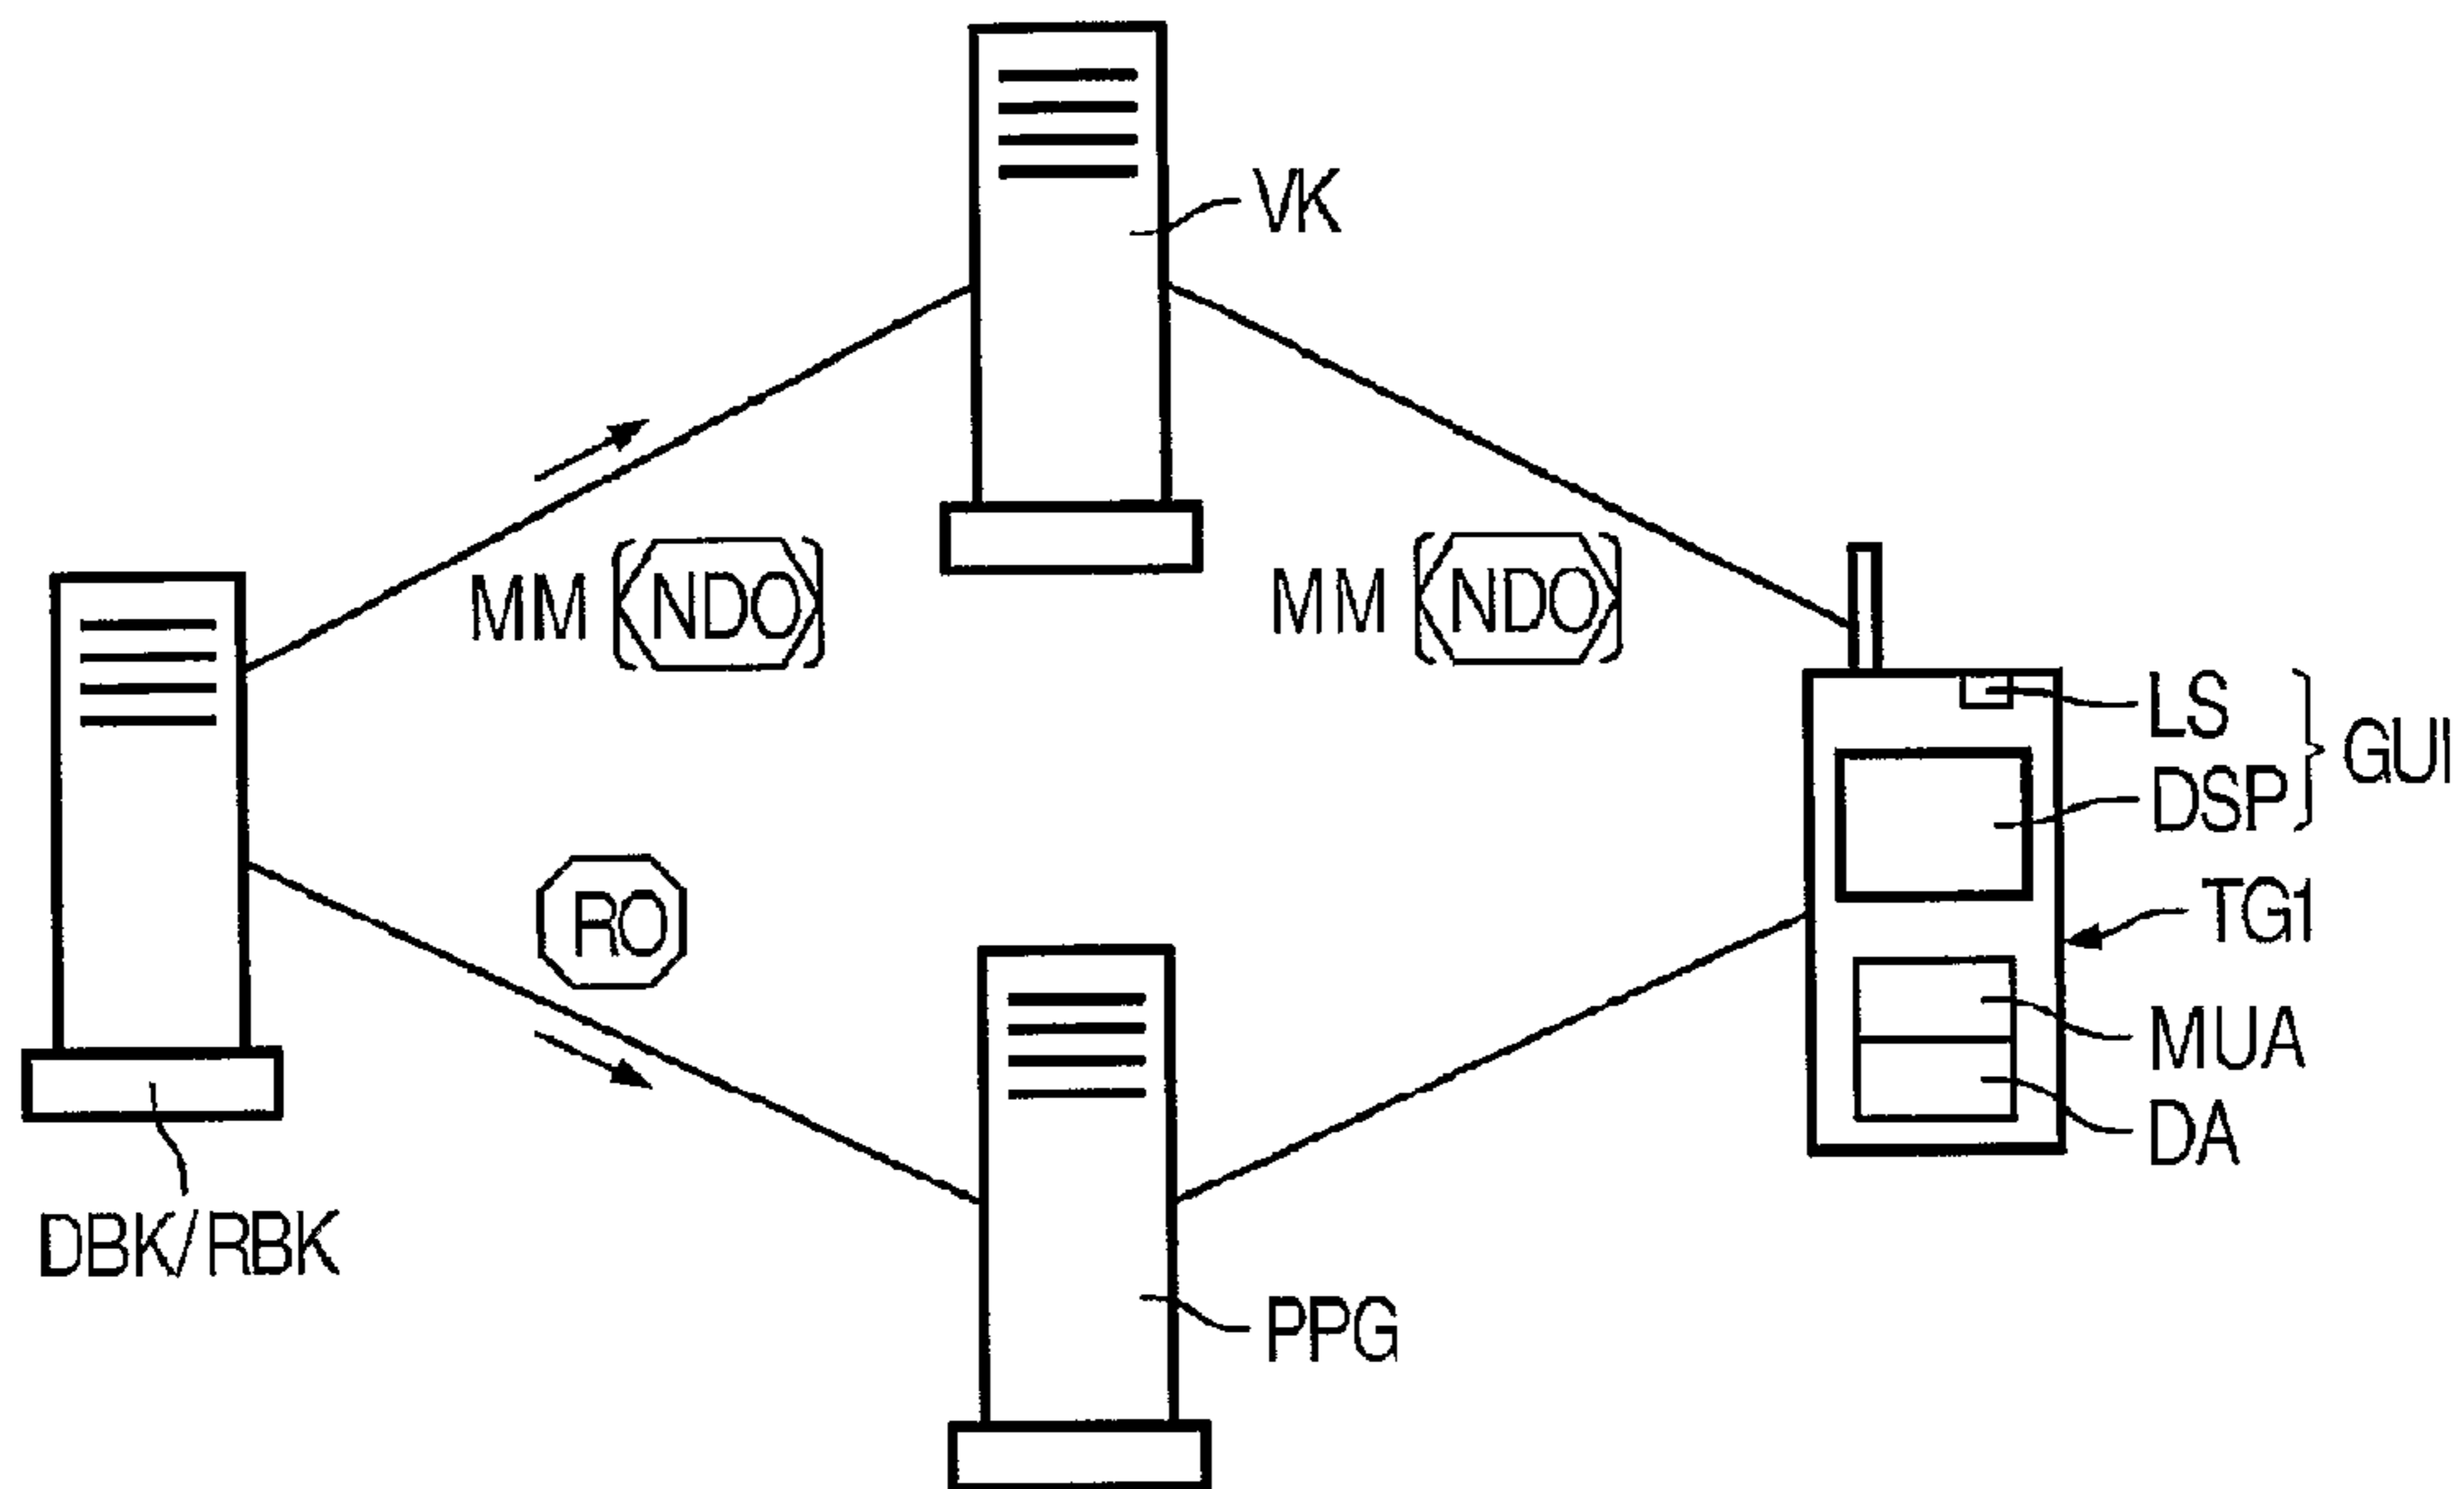 VK
MM (NDO)
MM (NDO)
LS
DSP
GUI
RO
TG1
MUA
DA
DBK/RBK
PPG